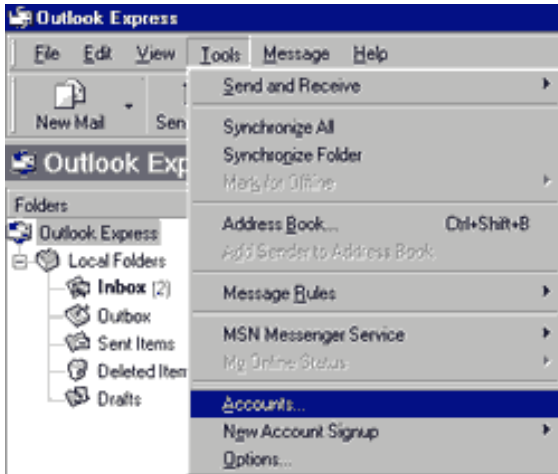 Outlook Express
File Edit View Tools Message Help
New Mail Sen
Outlook Exp
Folders
Outlook Express
Local Folders
Inbox (2)
Outbox
Sent Items
Deleted Item
Drafts
Send and Receive
Synchronize All
Synchronize Folder
Mark for Offline
Address Book... Ctrl+Shift+B
Add Sender to Address Book
Message Rules
MSN Messenger Service
My Online Status
Accounts...
New Account Signup
Options...